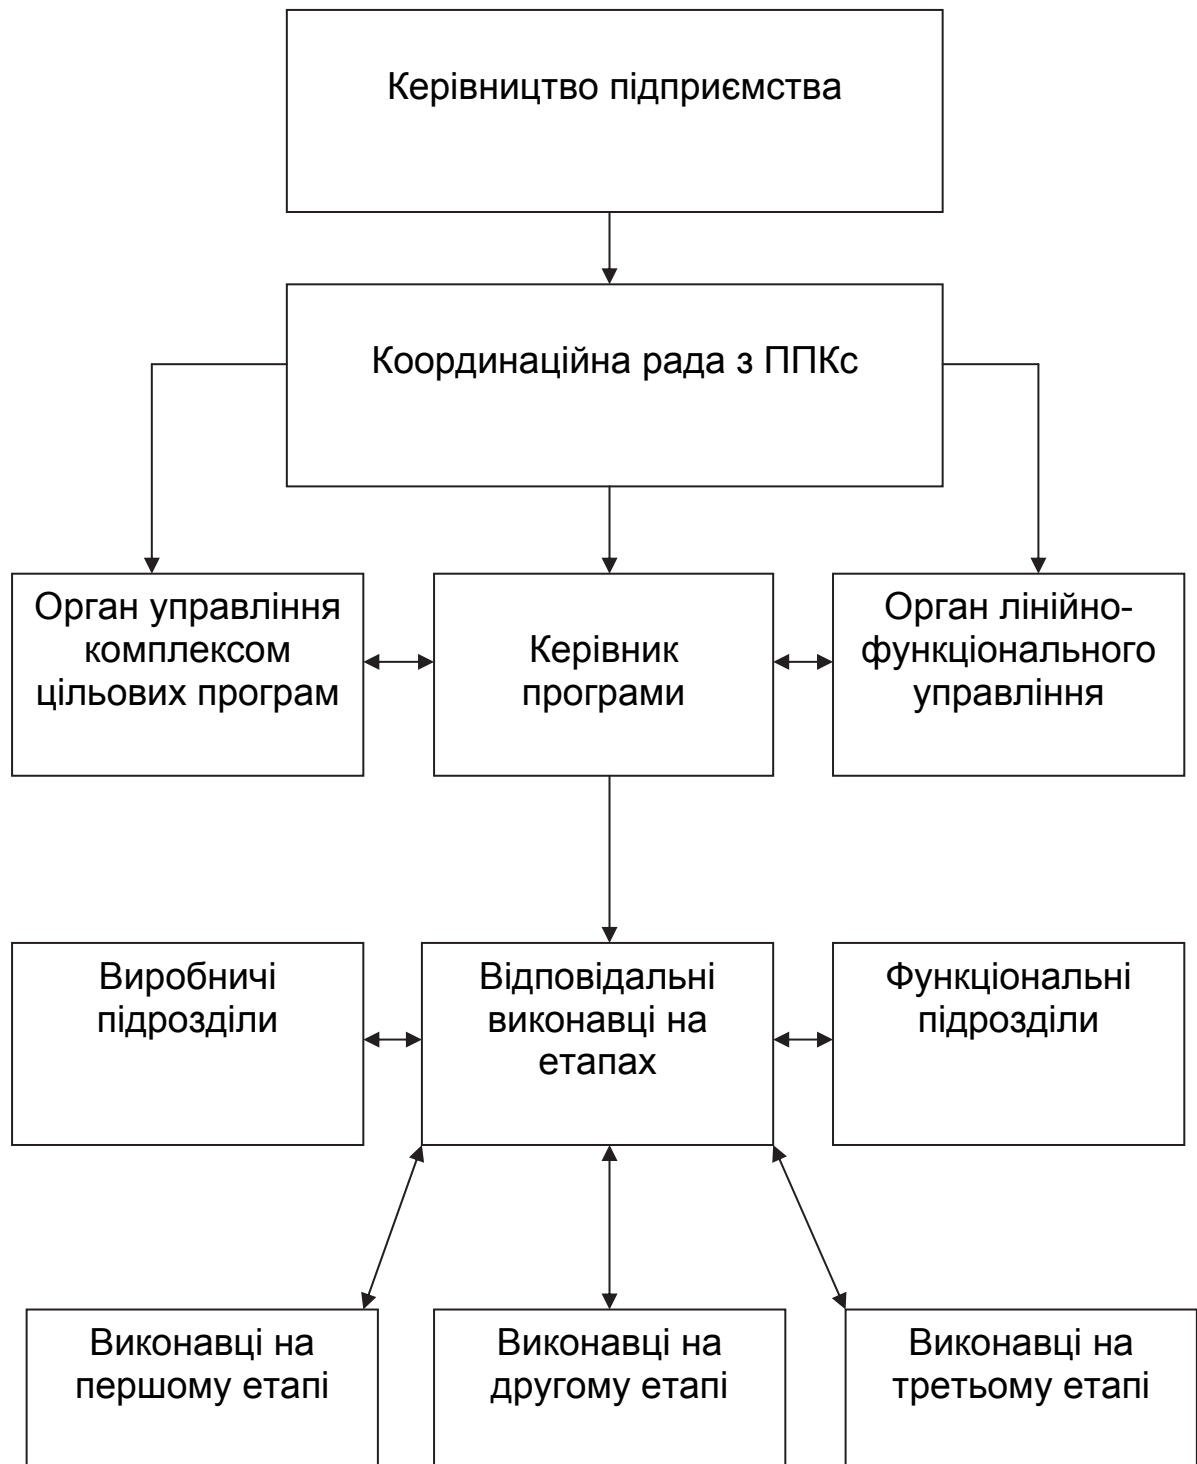 Керівництво підприємства
Координаційна рада з ППКс
Орган управління
комплексом
цільових програм
Керівник
програми
Орган лінійно-
функціонального
управління
Виробничі
підрозділи
Відповідальні
виконавці на
етапах
Функціональні
підрозділи
Виконавці на
першому етапі
Виконавці на
другому етапі
Виконавці на
третьому етапі